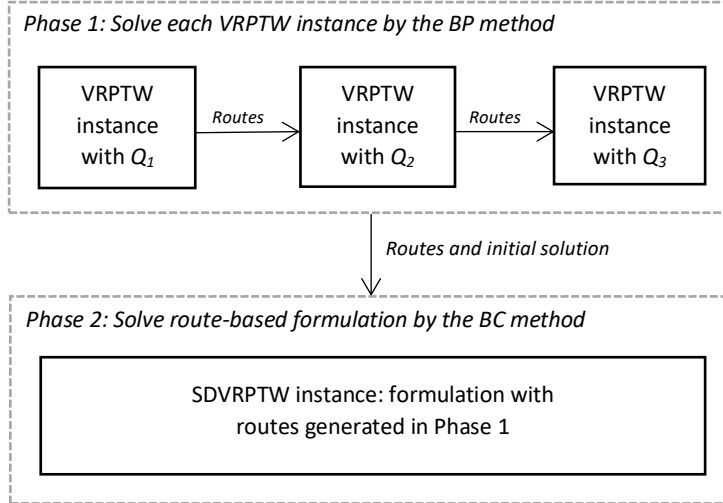 Phase 1: Solve each VRPTW instance by the BP method
VRPTW
instance
with Q1
Routes
VRPTW
instance
with Q2
Routes
VRPTW
instance
with Q3
Routes and initial solution
Phase 2: Solve route-based formulation by the BC method
SDVRPTW instance: formulation with
routes generated in Phase 1